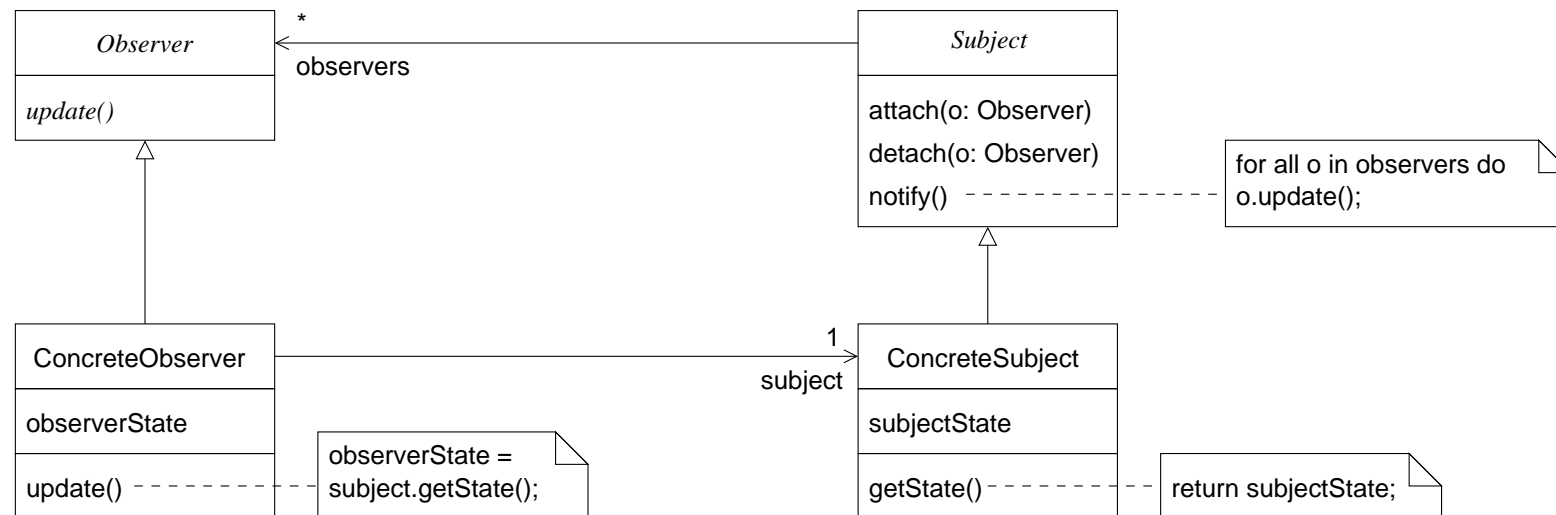 Observer
update()
*
observers
Subject
attach(o: Observer)
detach(o: Observer)
notify()
for all o in observers do
o.update();
ConcreteObserver
observerState
update()
observerState =
subject.getState();
1
subject
ConcreteSubject
subjectState
getState()
return subjectState;